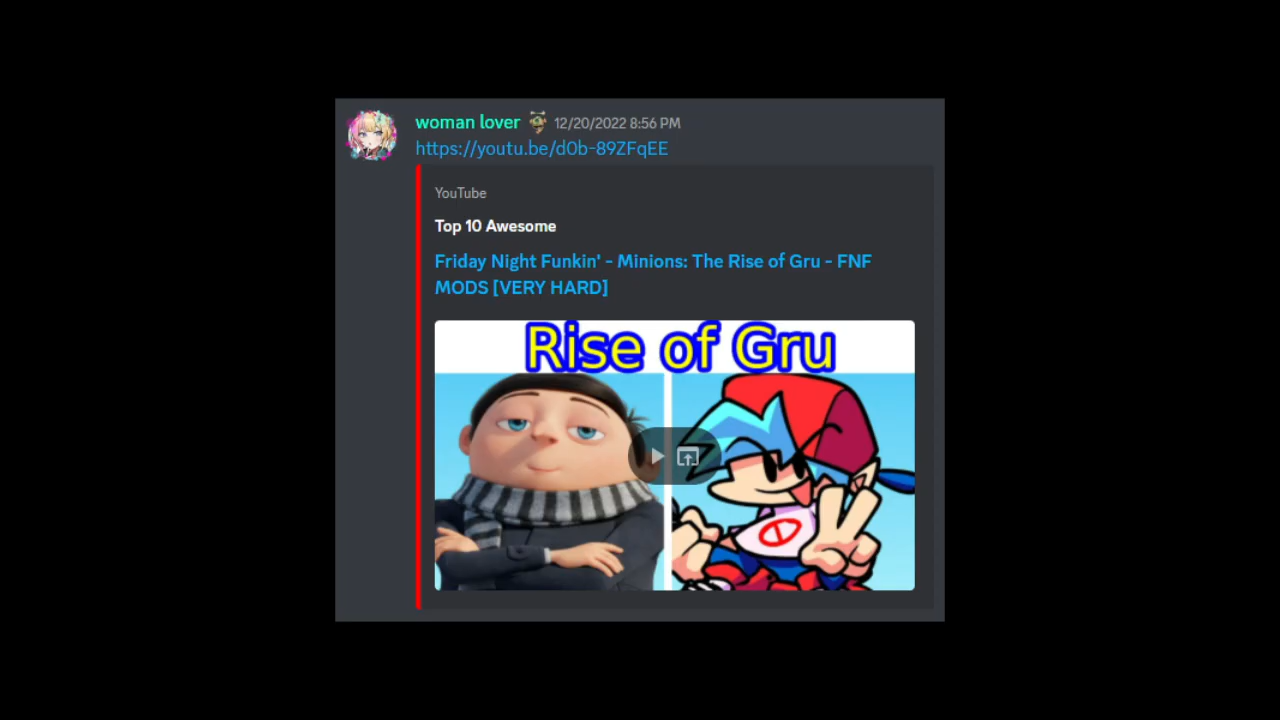 woman lover 12/20/2022 8:56 PM
https://youtu.be/d0b-89ZFqEE
YouTube
Top 10 Awesome
Friday Night Funkin' - Minions: The Rise of Gru - FNF
MODS [VERY HARD]
Rise of Gru